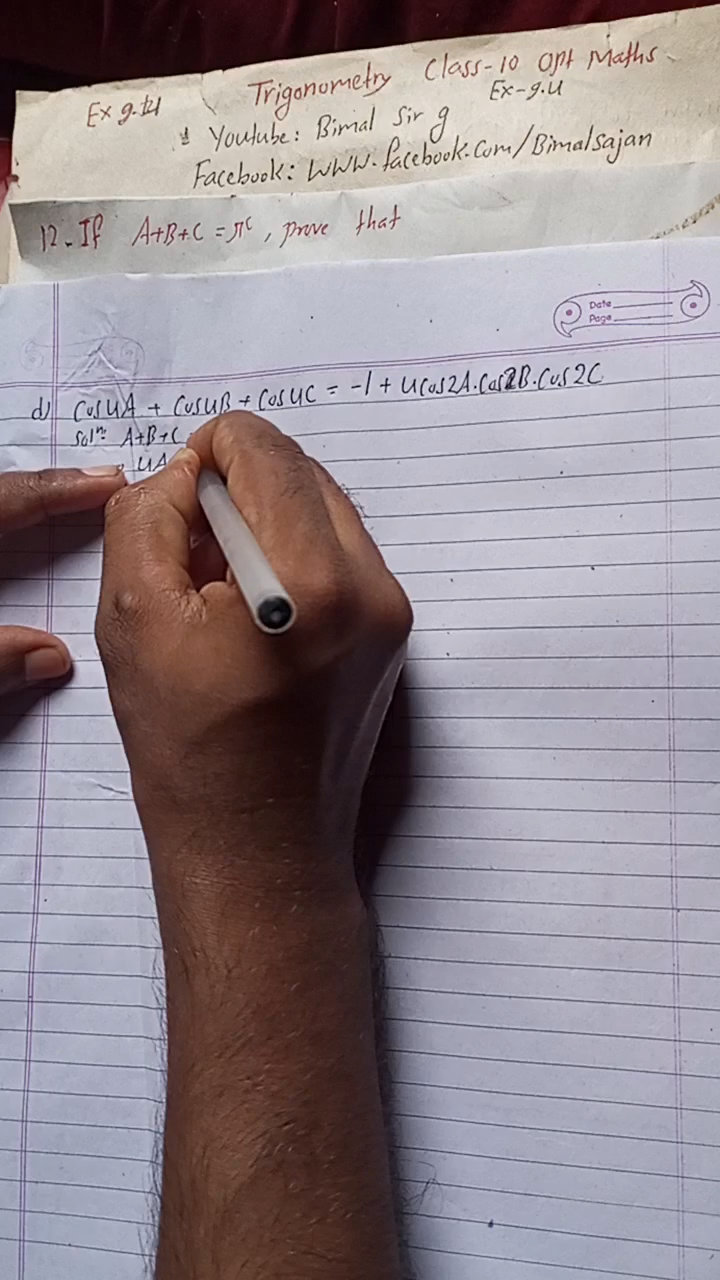 Trigonometry Class-10 Opt Maths
Ex 9.4 Ex-9.4
Youtube: Bimal Sir g
Facebook: WWW.facebook.Com/Bimalsajan
12. If A+B+C = πᶜ, prove that
Date
Page
d) Cos4A + Cos4B + Cos4C = -1 + 4Cos2A.Cos2B.Cos2C
Solⁿ: A+B+C
4A